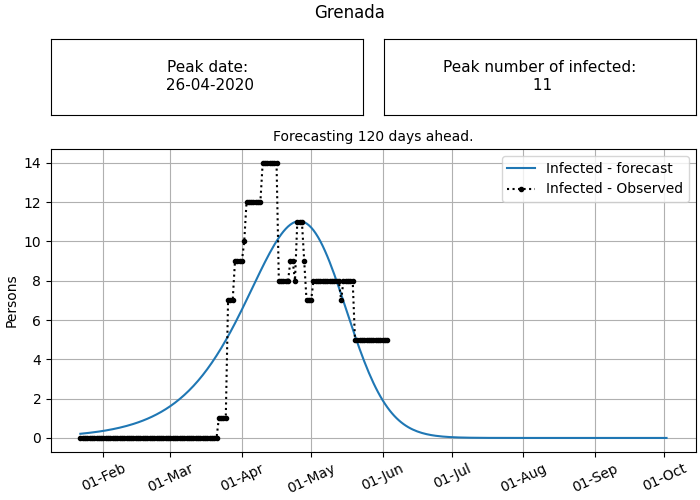 Grenada
Peak date:
26-04-2020
Peak number of infected:
11
Forecasting 120 days ahead.
Infected - forecast
Infected - Observed
Persons
14
12
10
8
6
4
2
0
01-Feb
01-Mar
01-Apr
01-May
01-Jun
01-Jul
01-Aug
01-Sep
01-Oct